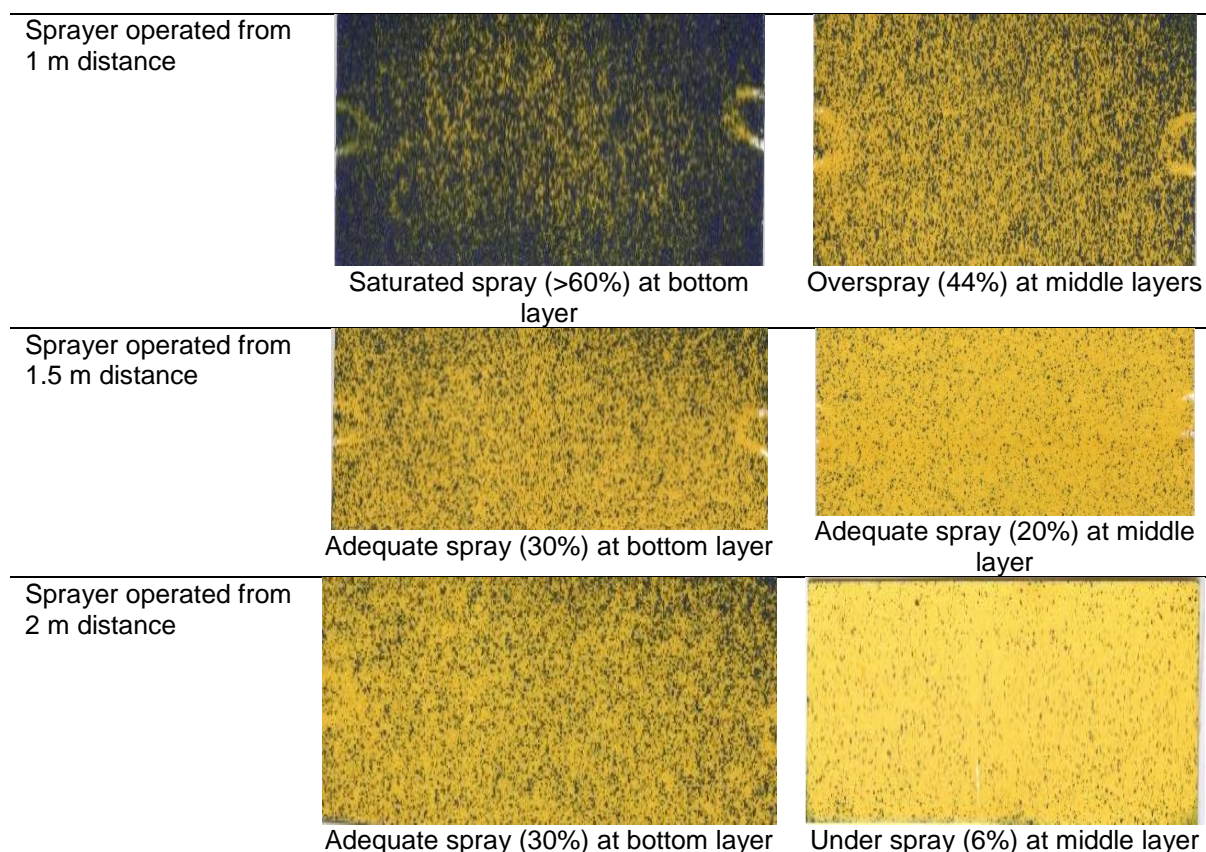 Sprayer operated from
1 m distance
Saturated spray (>60%) at bottom
layer
Overspray (44%) at middle layers
Sprayer operated from
1.5 m distance
Adequate spray (30%) at bottom layer
Adequate spray (20%) at middle
layer
Sprayer operated from
2 m distance
Adequate spray (30%) at bottom layer
Under spray (6%) at middle layer